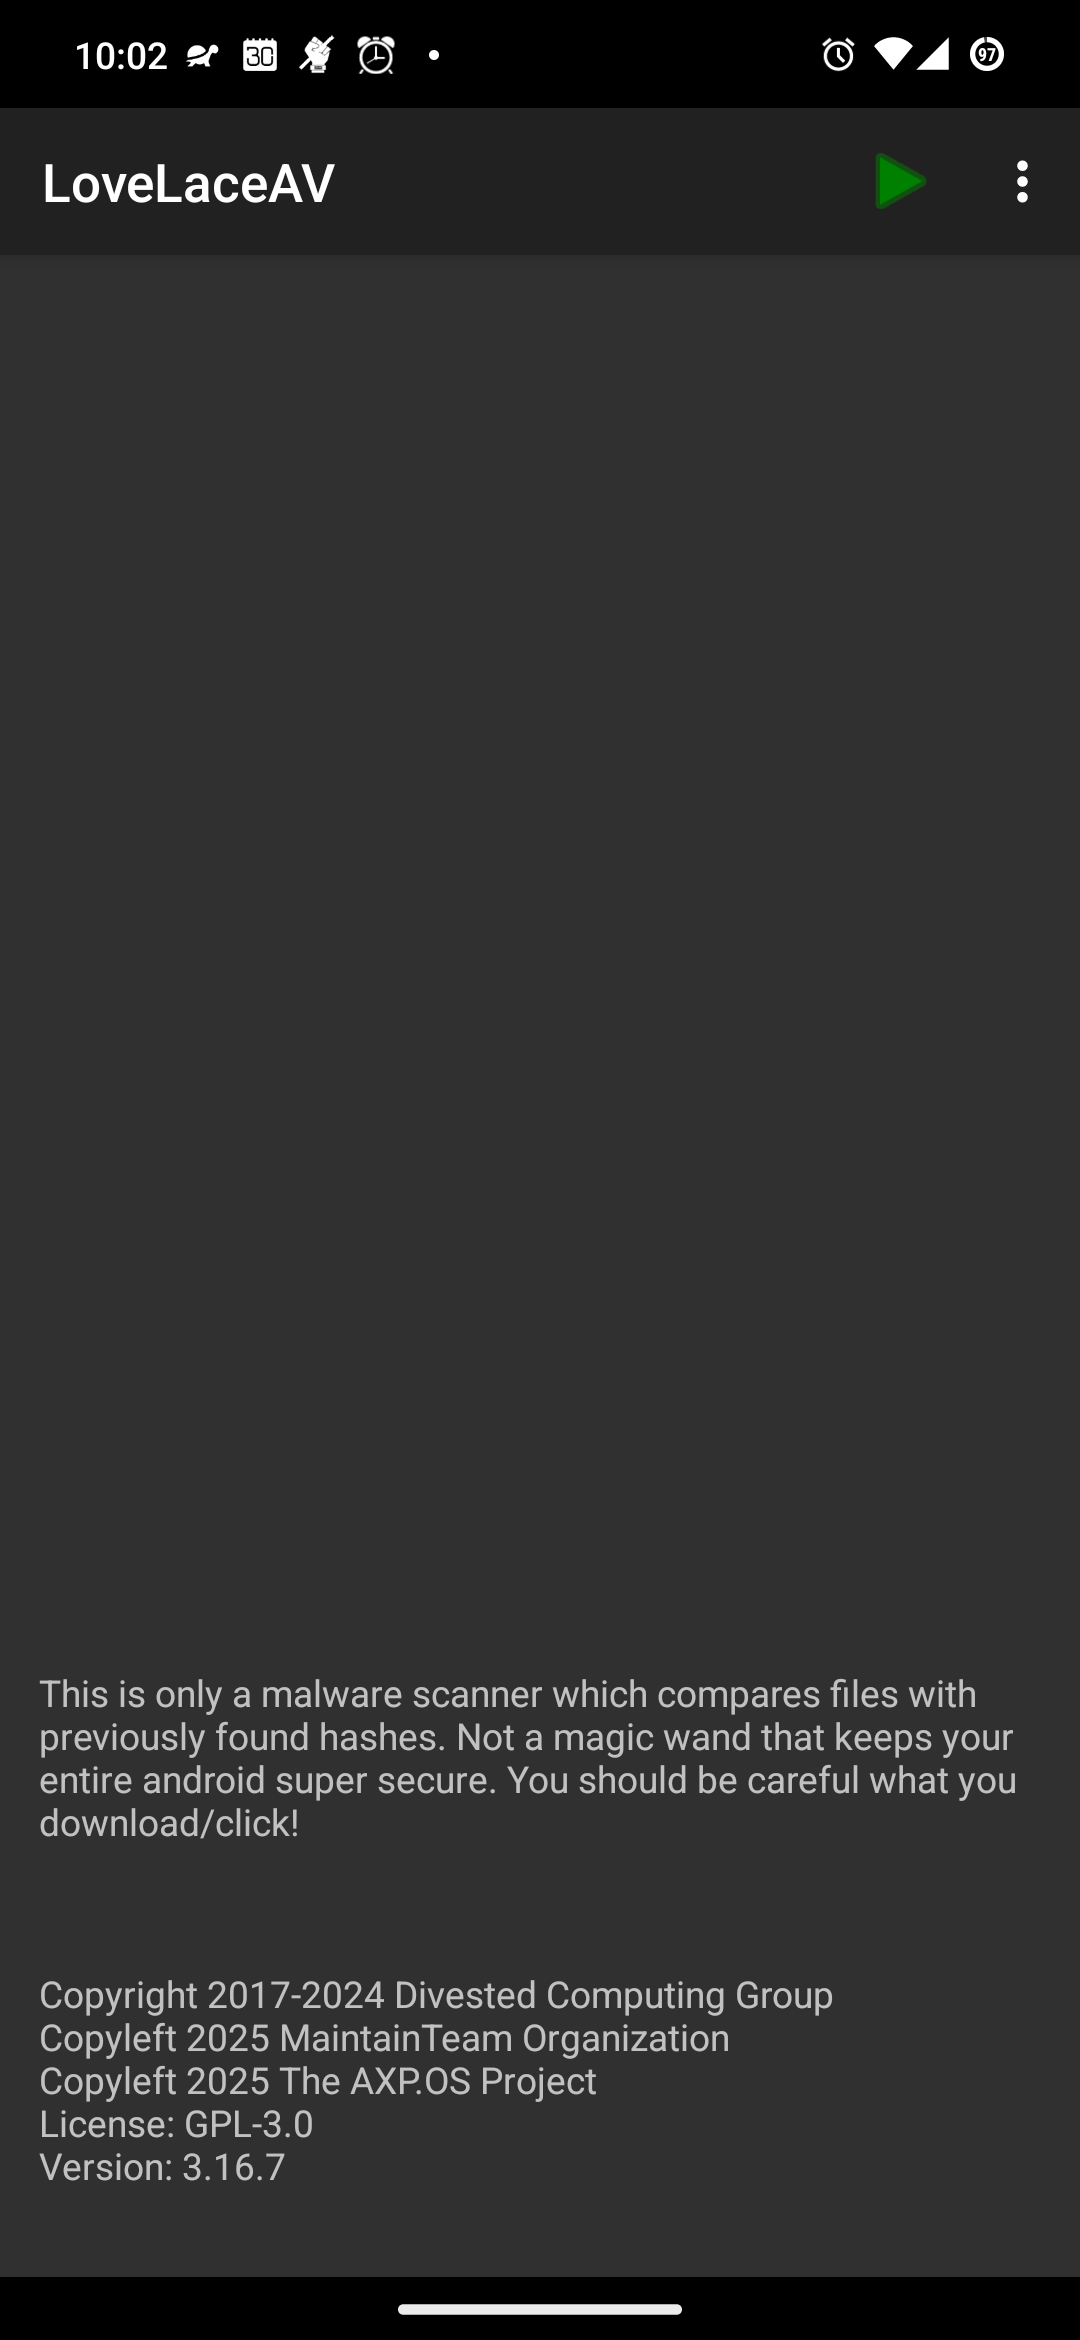 10:02
30
97
LoveLaceAV
This is only a malware scanner which compares files with
previously found hashes. Not a magic wand that keeps your
entire android super secure. You should be careful what you
download/click!
Copyright 2017-2024 Divested Computing Group
Copyleft 2025 MaintainTeam Organization
Copyleft 2025 The AXP.OS Project
License: GPL-3.0
Version: 3.16.7